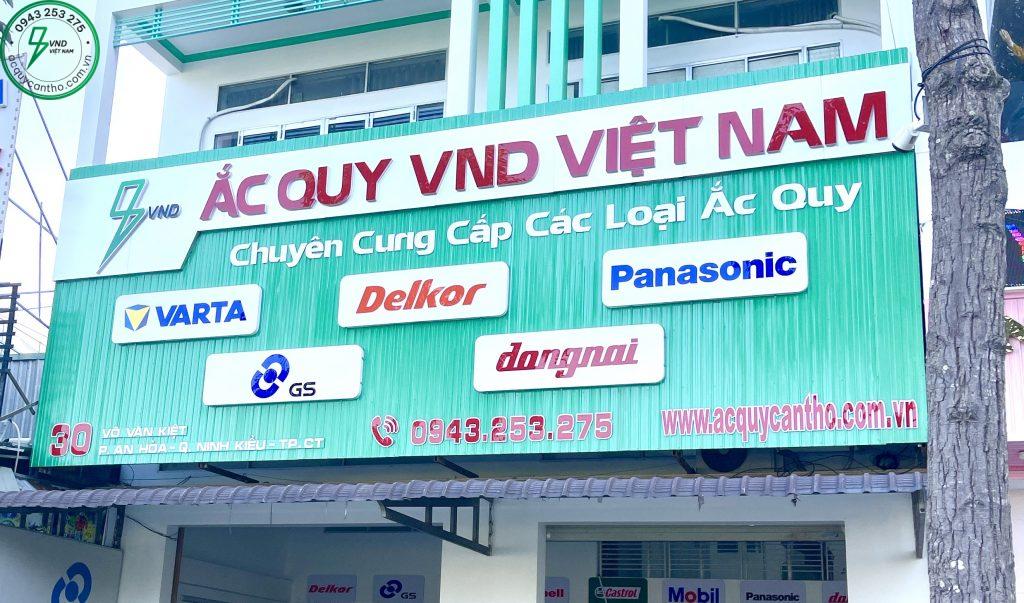 0943 253 275
VND
VIỆT NAM
acquycantho.com.vn
ẮC QUY VND VIỆT NAM
VND
Chuyên Cung Cấp Các Loại Ắc Quy
VARTA
Delkor
Panasonic
GS
dongnai
30
VÕ VĂN KIỆT
P. AN HÒA - Q. NINH KIỀU - TP.CT
0943.253.275
www.acquycantho.com.vn
Delkor
GS
Castrol
Mobil
Panasonic